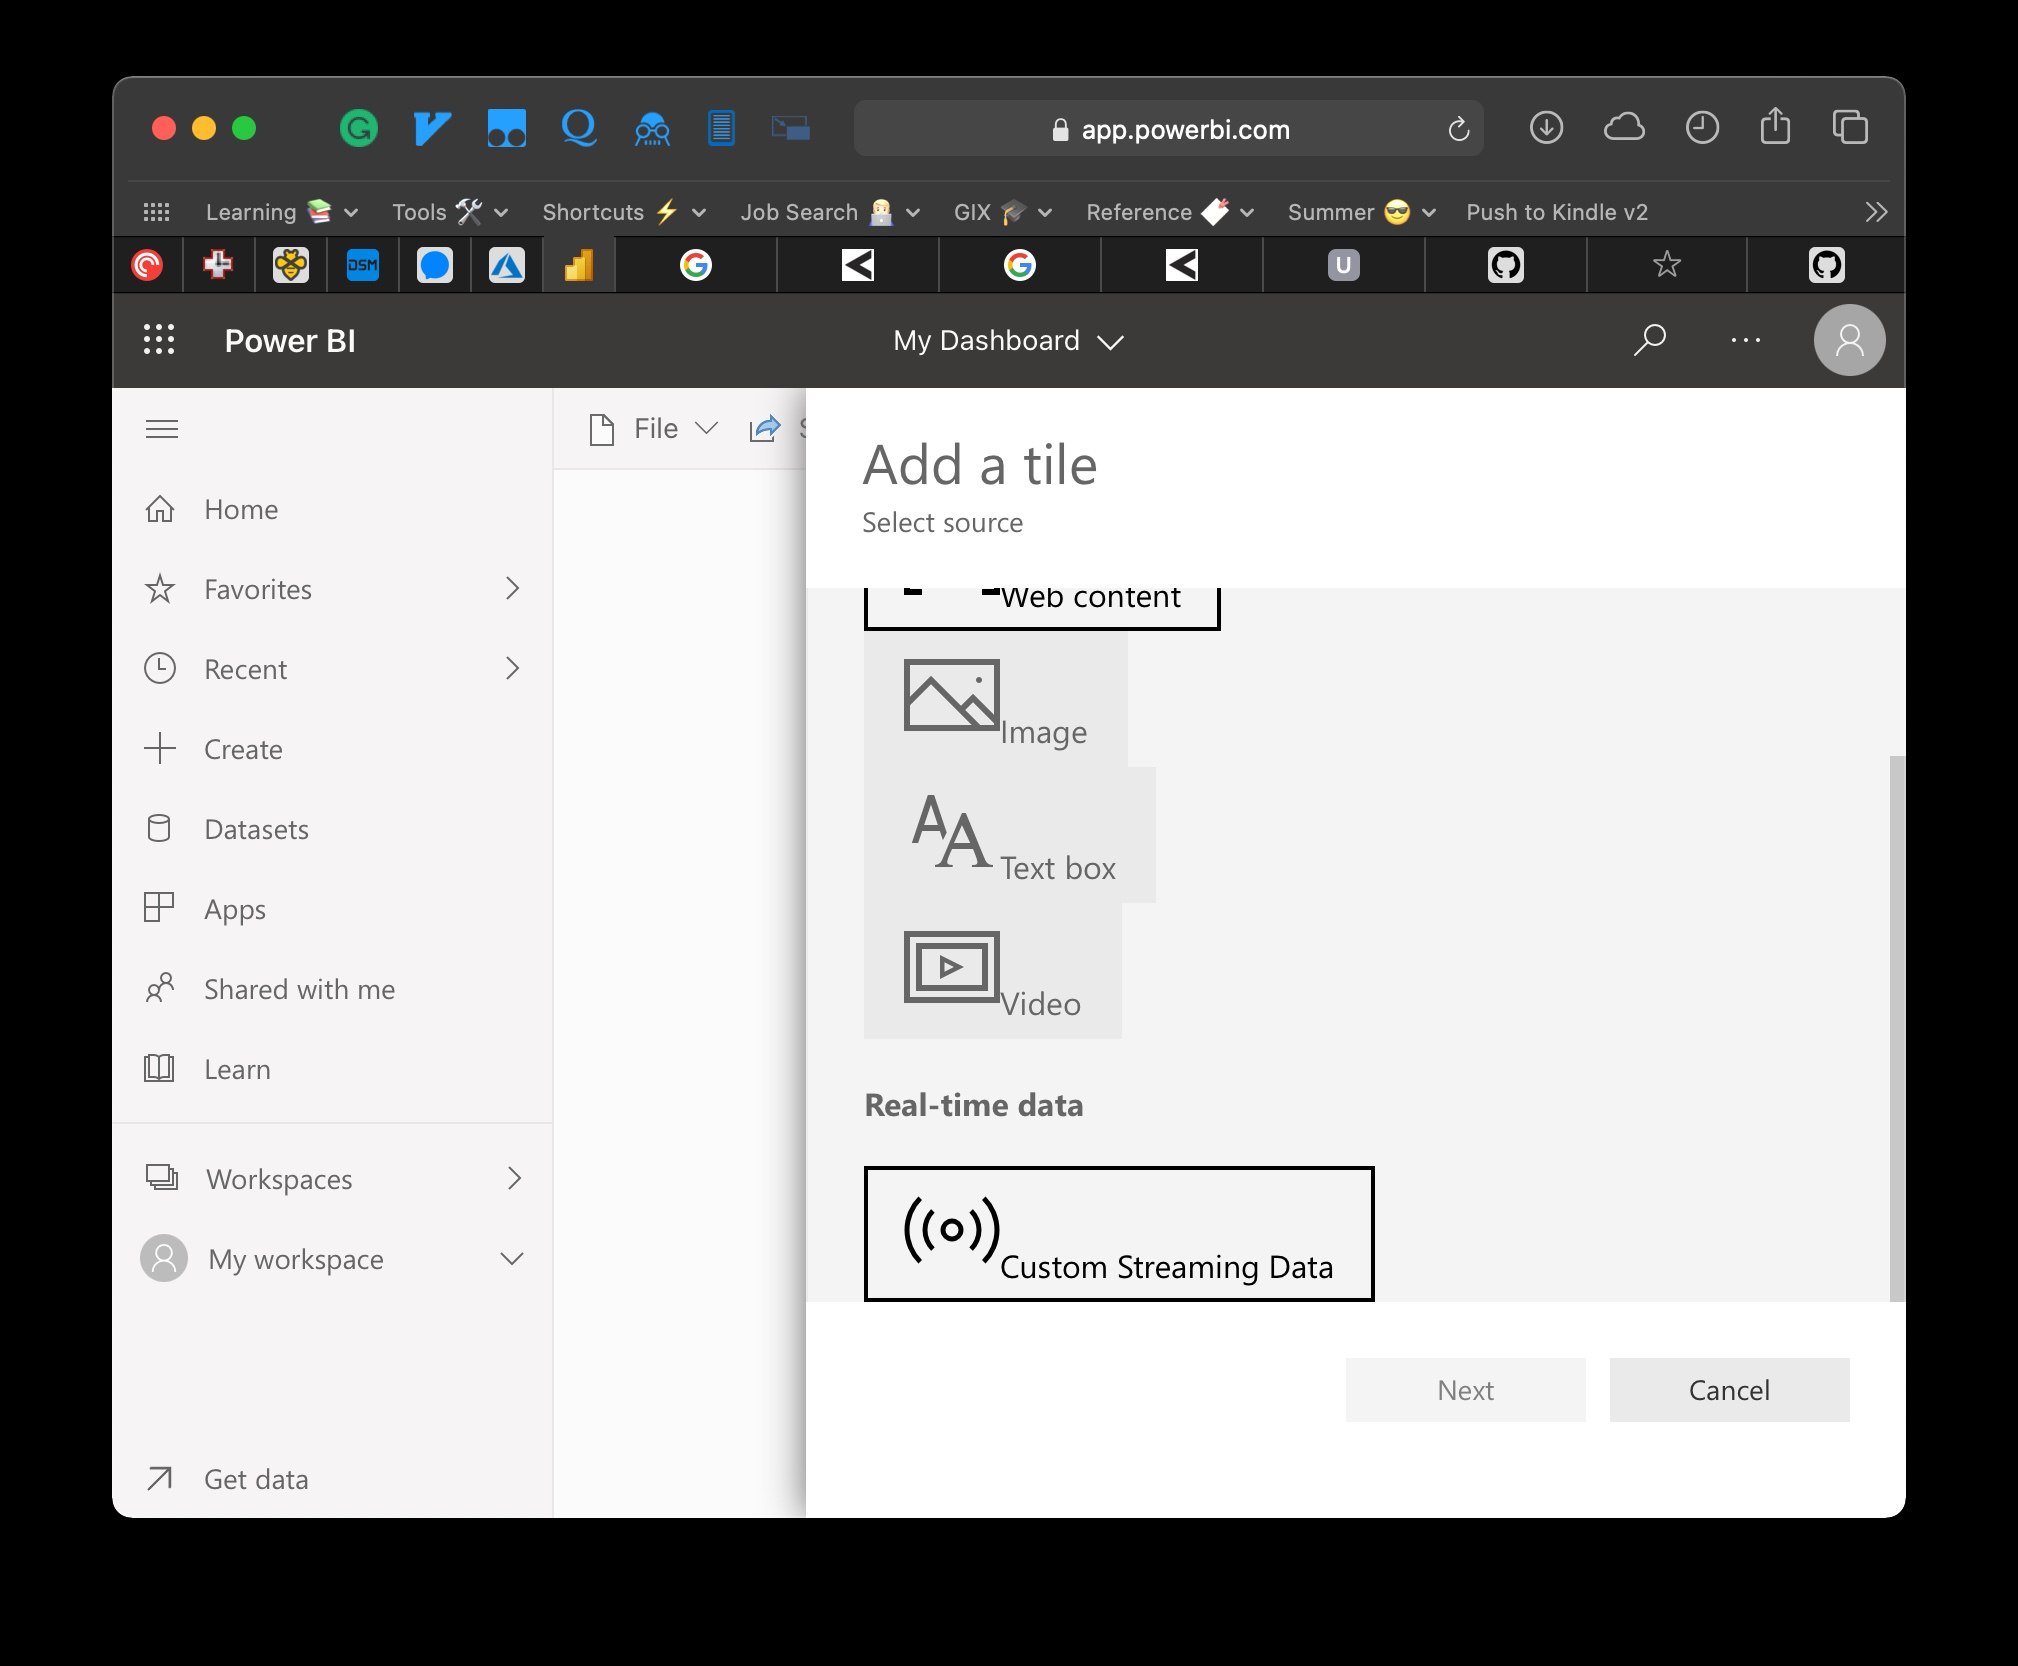 app.powerbi.com
Learning 📚 Tools 🛠 Shortcuts ⚡ Job Search 🧑🏻‍💻 GIX 🎓 Reference 🔖 Summer 😎 Push to Kindle v2
DSM
U
Power BI
My Dashboard
File
Add a tile
Select source
Home
Favorites
Recent
Create
Datasets
Apps
Shared with me
Learn
Workspaces
My workspace
Get data
Web content
Image
Text box
Video
Real-time data
Custom Streaming Data
Next Cancel